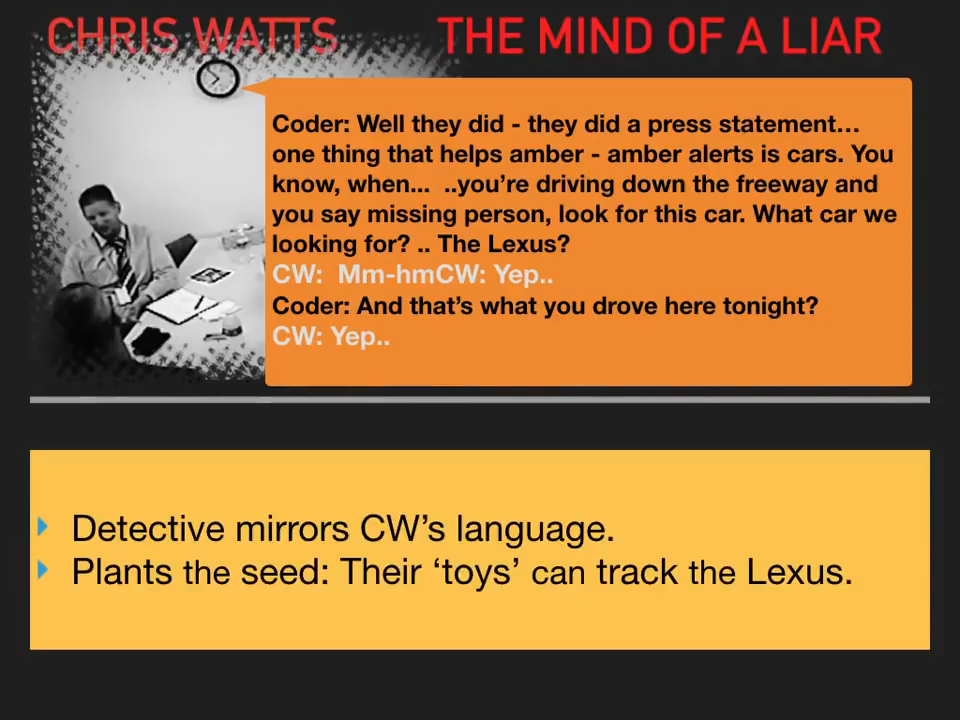 CHRIS WATTS THE MIND OF A LIAR
Coder: Well they did - they did a press statement…
one thing that helps amber - amber alerts is cars. You
know, when... ..you’re driving down the freeway and
you say missing person, look for this car. What car we
looking for? .. The Lexus?
CW: Mm-hmCW: Yep..
Coder: And that’s what you drove here tonight?
CW: Yep..
Detective mirrors CW’s language.
Plants the seed: Their ‘toys’ can track the Lexus.